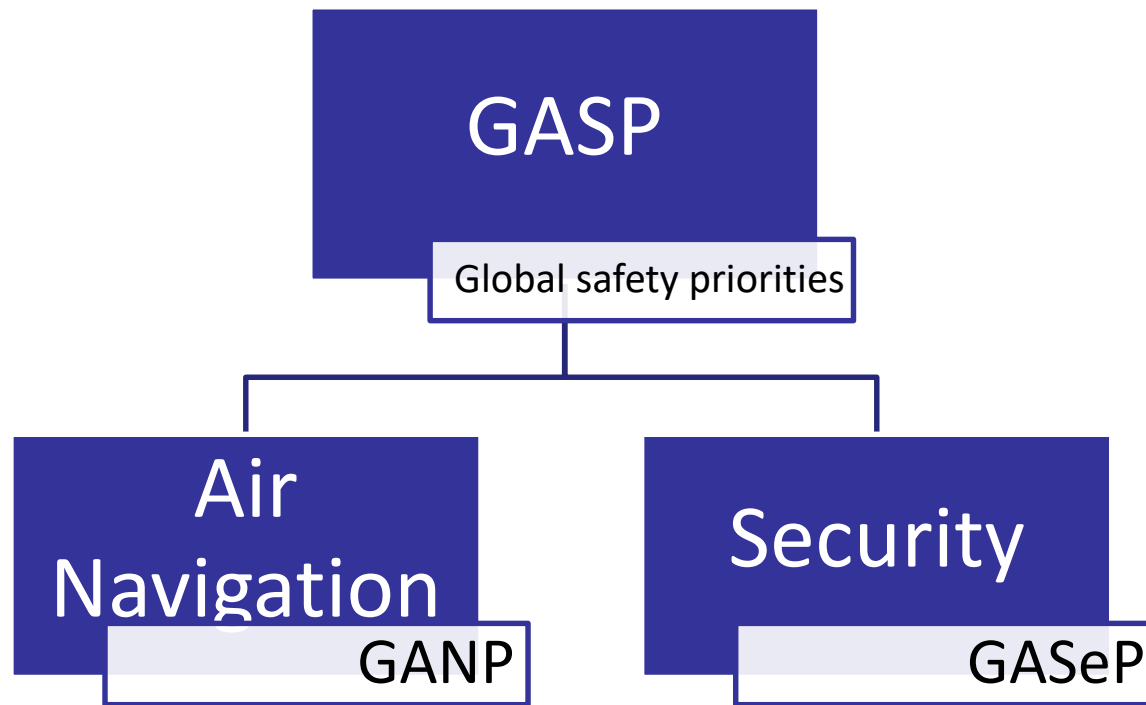 GASP
Global safety priorities
Air
Navigation
GANP
Security
GASeP